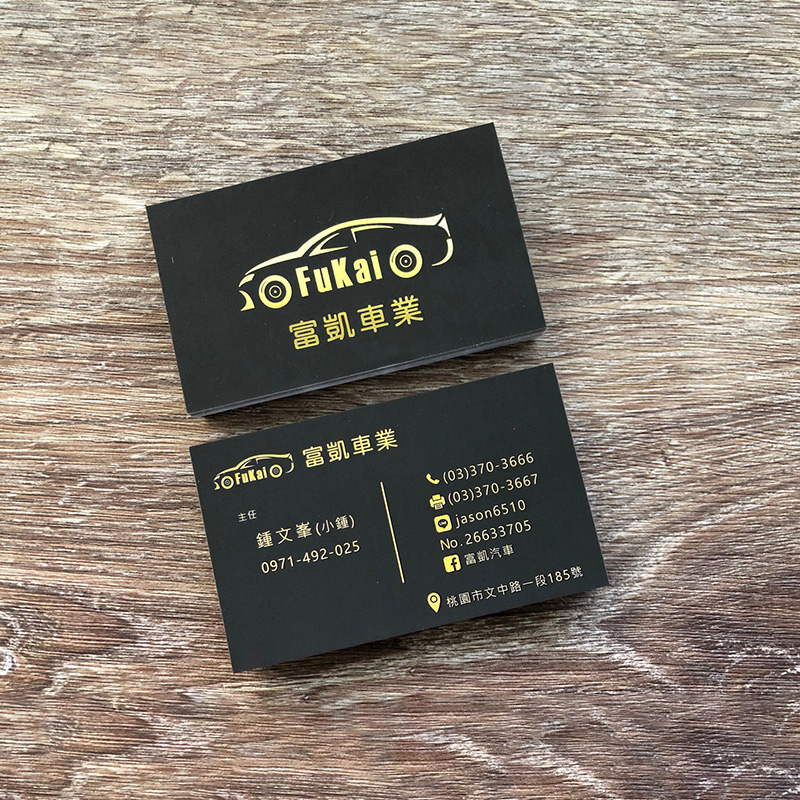 FuKai
富凱車業
FuKai 富凱車業
主任
鍾文峯(小鍾)
0971-492-025
(03)370-3666
(03)370-3667
jason6510
No.26633705
富凱汽車
桃園市文中路一段185號